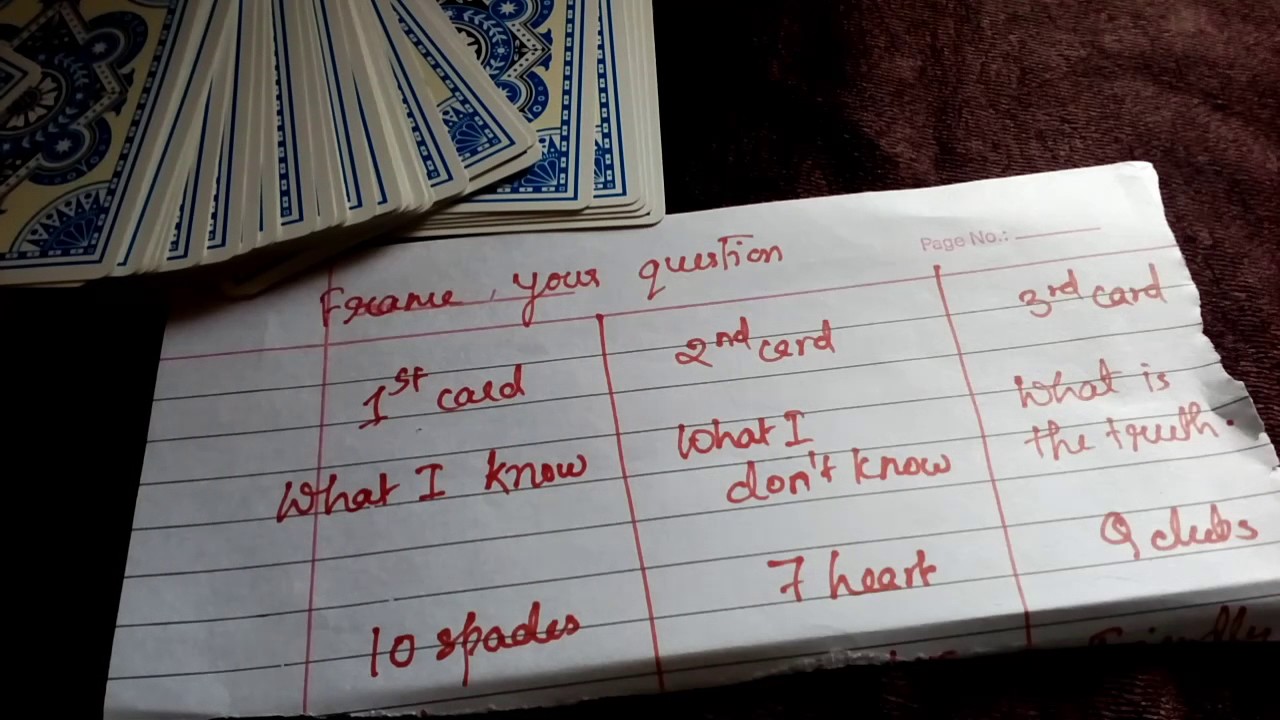 Page No.:
Frame, your question
1st card
What I know
10 spades
2nd card
What I
don't know
7 heart
3rd card
What is
the truth.
Q clubs
Friendly